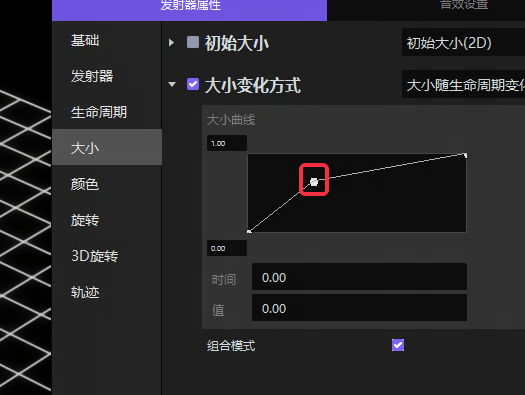 发射器属性
音效设置
基础
发射器
生命周期
大小
颜色
旋转
3D旋转
轨迹
初始大小
初始大小(2D)
大小变化方式
大小随生命周期变化
大小曲线
1.00
0.00
时间
0.00
值
0.00
组合模式